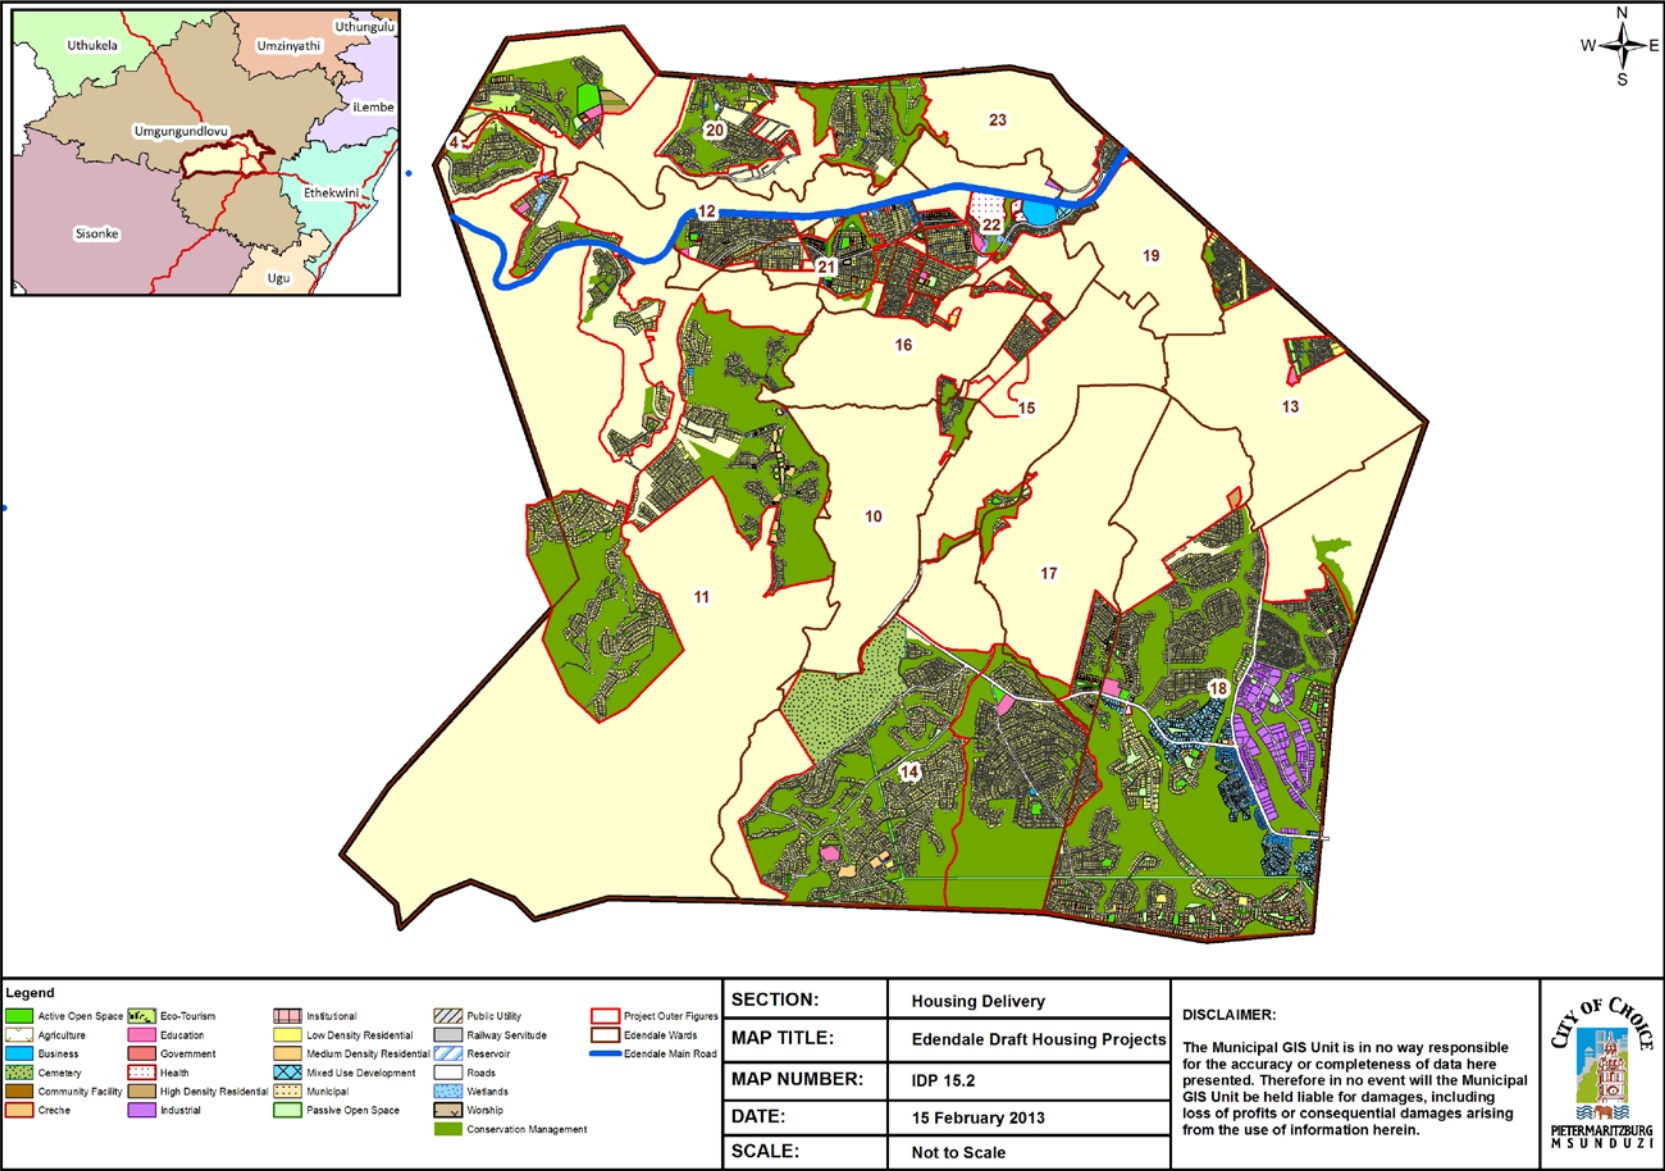 Uthukela
Umzinyathi
Uthungulu
iLembe
Umgungundlovu
Ethekwini
Sisonke
Ugu
N
W E
S
23
20
4
12
22
21
19
16
15
13
10
17
11
18
14
Legend
Active Open Space
Agriculture
Business
Cemetery
Community Facility
Creche
Eco-Tourism
Education
Government
Health
High Density Residential
Industrial
Institutional
Low Density Residential
Medium Density Residential
Mixed Use Development
Municipal
Passive Open Space
Public Utility
Railway Servitude
Reservoir
Roads
Wetlands
Worship
Conservation Management
Project Outer Figures
Edendale Wards
Edendale Main Road
SECTION: Housing Delivery
MAP TITLE: Edendale Draft Housing Projects
MAP NUMBER: IDP 15.2
DATE: 15 February 2013
SCALE: Not to Scale
DISCLAIMER:
The Municipal GIS Unit is in no way responsible
for the accuracy or completeness of data here
presented. Therefore in no event will the Municipal
GIS Unit be held liable for damages, including
loss of profits or consequential damages arising
from the use of information herein.
CITY OF CHOICE
PIETERMARITZBURG
MSUNDUZI